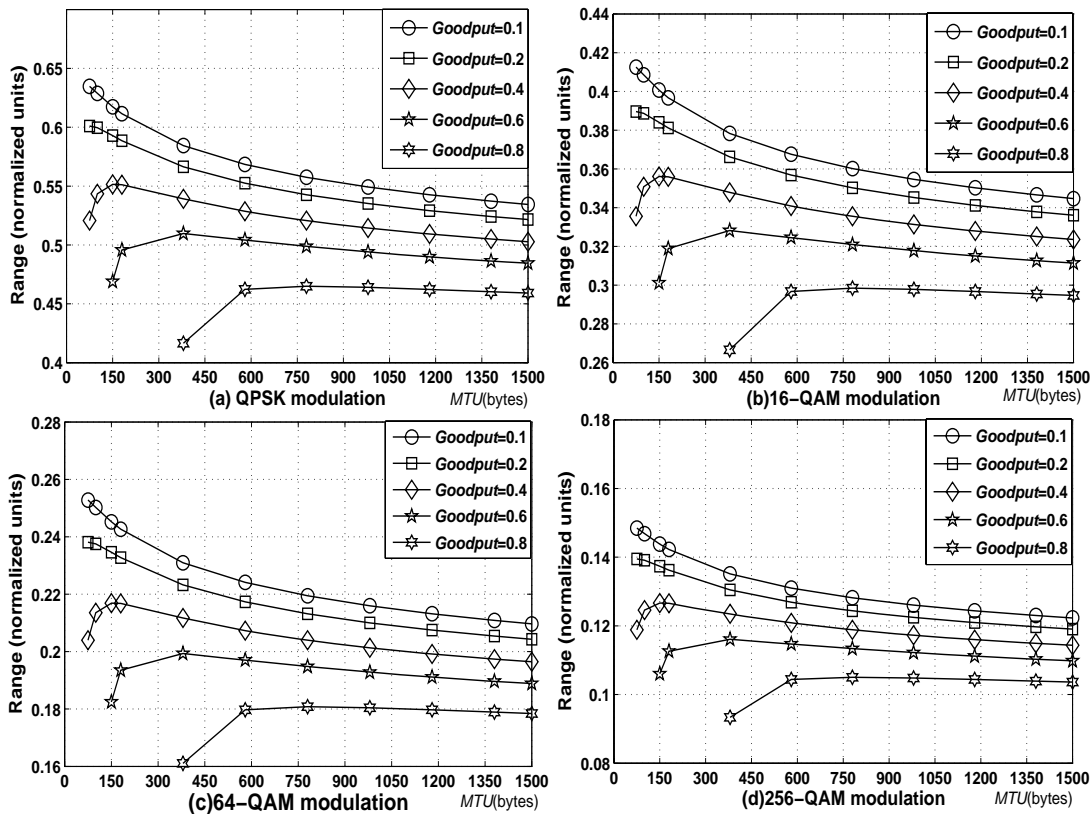 Goodput=0.1
Goodput=0.2
Goodput=0.4
Goodput=0.6
Goodput=0.8
0.65
0.6
0.55
0.5
0.45
0.4
Range (normalized units)
0 150 300 450 600 750 900 1050 1200 1350 1500
(a) QPSK modulation MTU(bytes)
Goodput=0.1
Goodput=0.2
Goodput=0.4
Goodput=0.6
Goodput=0.8
0.44
0.42
0.4
0.38
0.36
0.34
0.32
0.3
0.28
0.26
Range (normalized units)
0 150 300 450 600 750 900 1050 1200 1350 1500
(b)16−QAM modulation MTU(bytes)
Goodput=0.1
Goodput=0.2
Goodput=0.4
Goodput=0.6
Goodput=0.8
0.28
0.26
0.24
0.22
0.2
0.18
0.16
Range (normalized units)
0 150 300 450 600 750 900 1050 1200 1350 1500
(c)64−QAM modulation MTU(bytes)
Goodput=0.1
Goodput=0.2
Goodput=0.4
Goodput=0.6
Goodput=0.8
0.18
0.16
0.14
0.12
0.1
0.08
Range (normalized units)
0 150 300 450 600 750 900 1050 1200 1350 1500
(d)256−QAM modulation MTU(bytes)